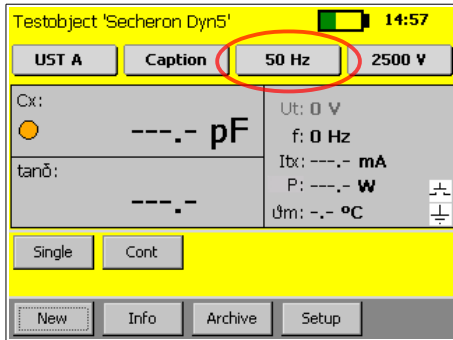 Testobject 'Secheron Dyn5' 14:57
UST A Caption 50 Hz 2500 V
Cx:
---.- pF
tanδ:
---.-
Ut: 0 V
f: 0 Hz
Itx: ---.- mA
P: ---.- W
ϑm: -.- ºC
Single Cont
New Info Archive Setup